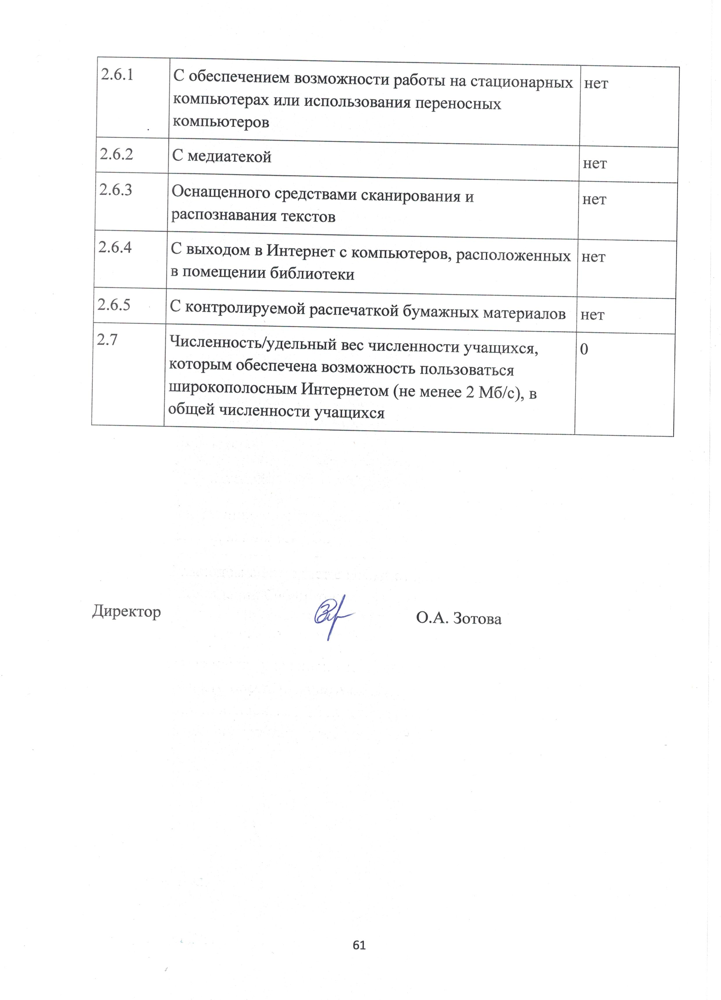 2.6.1 С обеспечением возможности работы на стационарных нет
компьютерах или использования переносных
компьютеров
2.6.2 С медиатекой нет
2.6.3 Оснащенного средствами сканирования и нет
распознавания текстов
2.6.4 С выходом в Интернет с компьютеров, расположенных нет
в помещении библиотеки
2.6.5 С контролируемой распечаткой бумажных материалов нет
2.7 Численность/удельный вес численности учащихся, 0
которым обеспечена возможность пользоваться
широкополосным Интернетом (не менее 2 Мб/с), в
общей численности учащихся
Директор О.А. Зотова
61